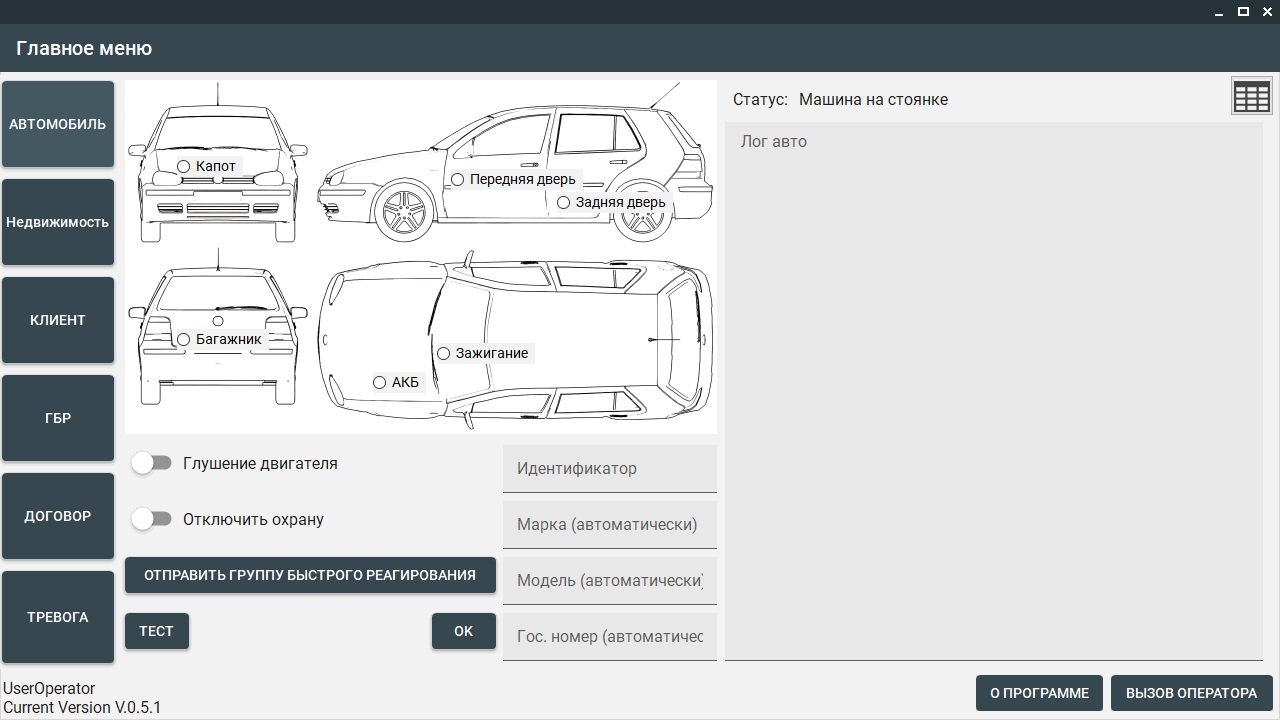 Главное меню
АВТОМОБИЛЬ
Недвижимость
КЛИЕНТ
ГБР
ДОГОВОР
ТРЕВОГА
Капот
Передняя дверь
Задняя дверь
Багажник
Зажигание
АКБ
Глушение двигателя
Отключить охрану
ОТПРАВИТЬ ГРУППУ БЫСТРОГО РЕАГИРОВАНИЯ
ТЕСТ
ОК
Идентификатор
Марка (автоматически)
Модель (автоматически)
Гос. номер (автоматичес
Статус: Машина на стоянке
Лог авто
UserOperator
Current Version V.0.5.1
О ПРОГРАММЕ
ВЫЗОВ ОПЕРАТОРА